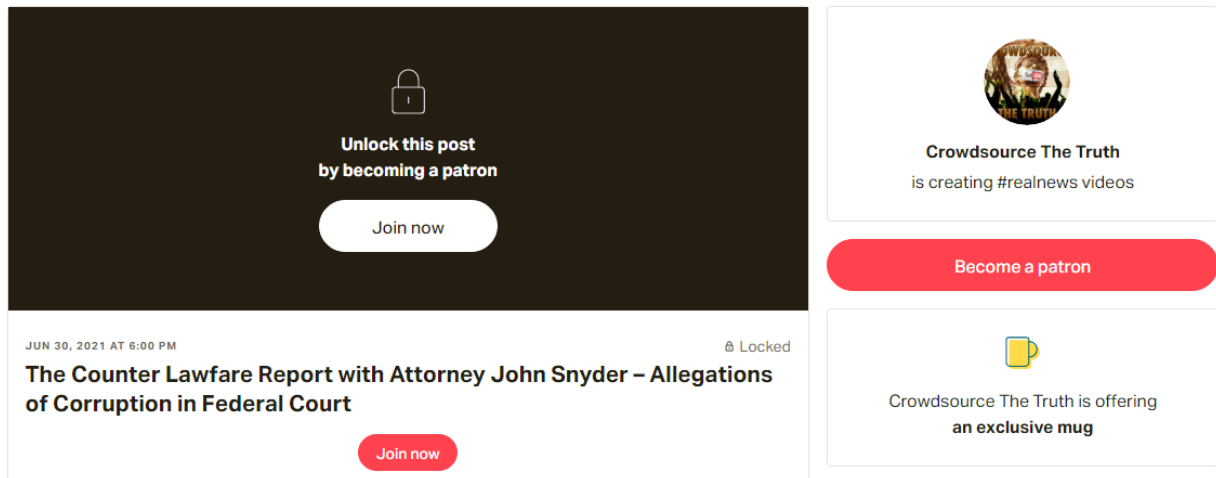 Unlock this post
by becoming a patron
Join now
JUN 30, 2021 AT 6:00 PM
Locked
The Counter Lawfare Report with Attorney John Snyder – Allegations
of Corruption in Federal Court
Join now
THE TRUTH
Crowdsource The Truth
is creating #realnews videos
Become a patron
Crowdsource The Truth is offering
an exclusive mug